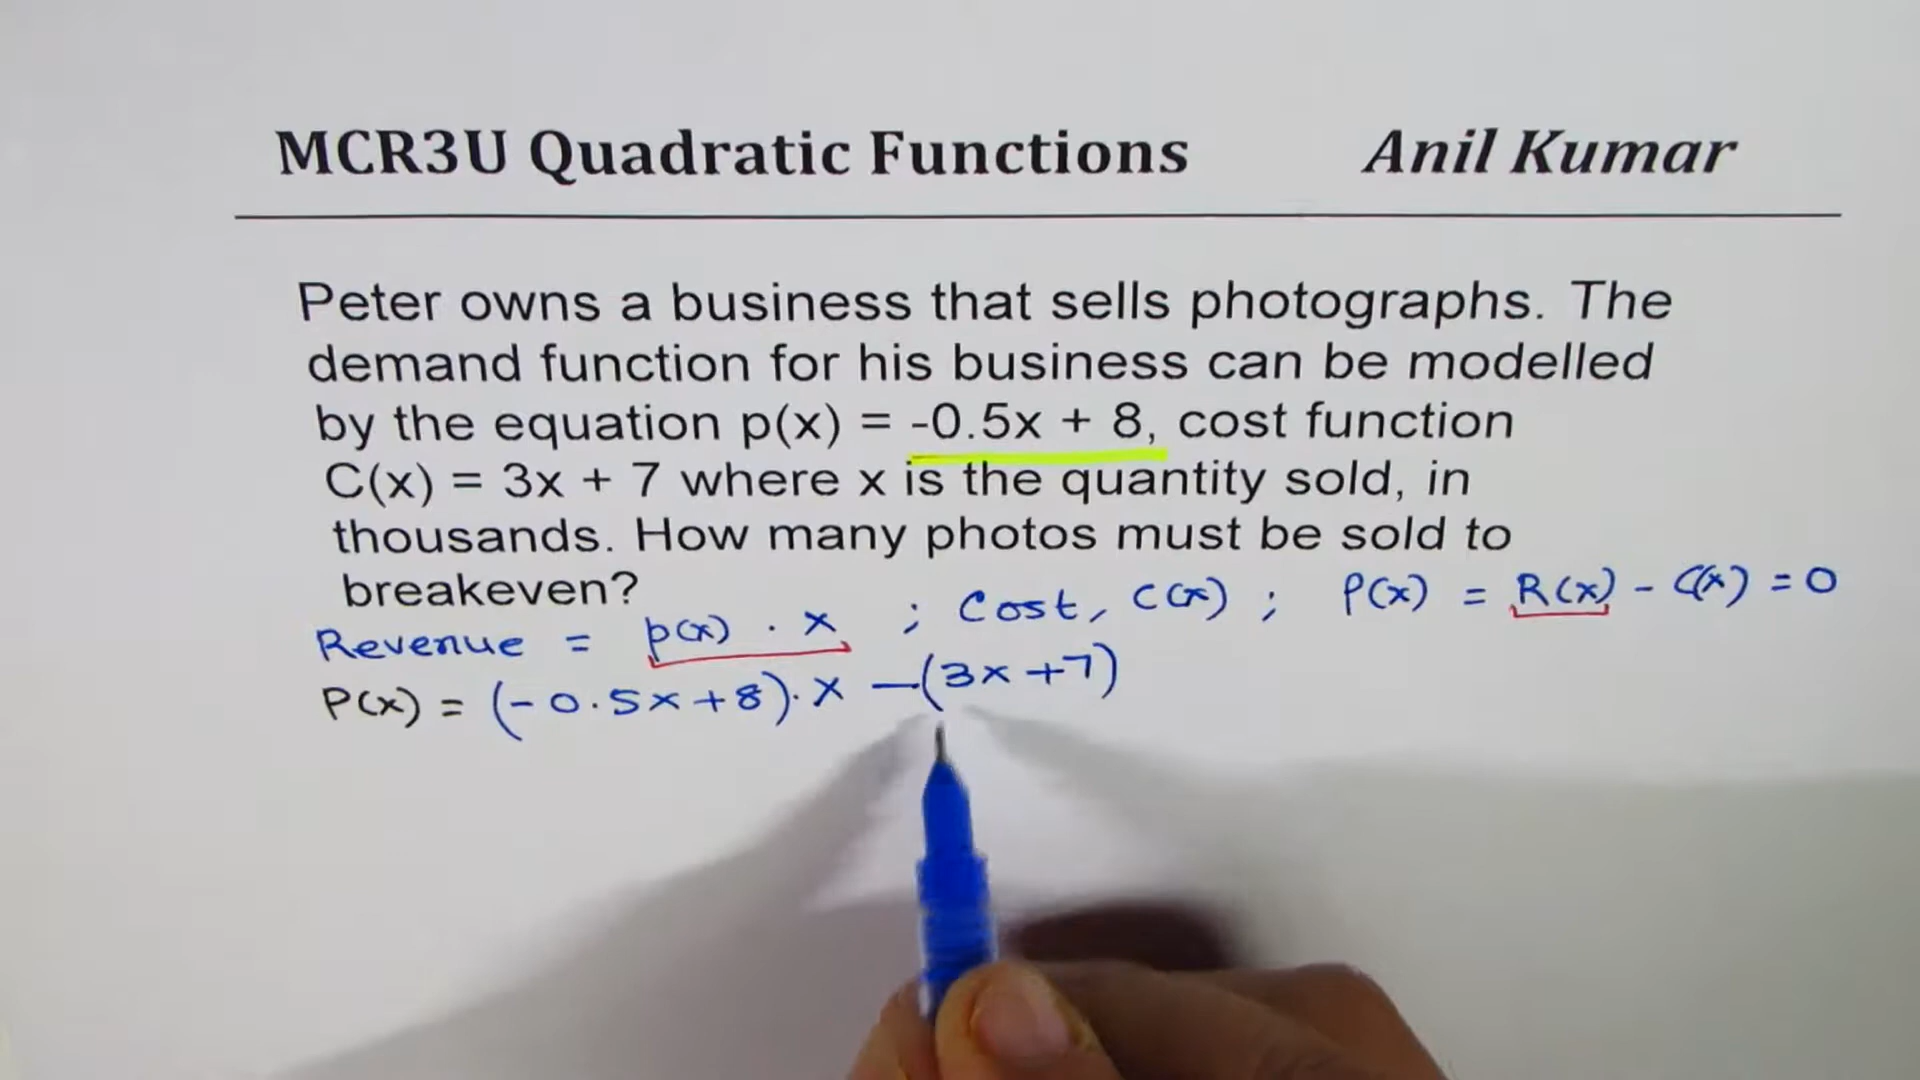 MCR3U Quadratic Functions Anil Kumar
Peter owns a business that sells photographs. The
demand function for his business can be modelled
by the equation p(x) = -0.5x + 8, cost function
C(x) = 3x + 7 where x is the quantity sold, in
thousands. How many photos must be sold to
breakeven?
Revenue = p(x) · x ; Cost, C(x) ; P(x) = R(x) - C(x) = 0
P(x) = (-0.5x+8)·x -(3x+7)